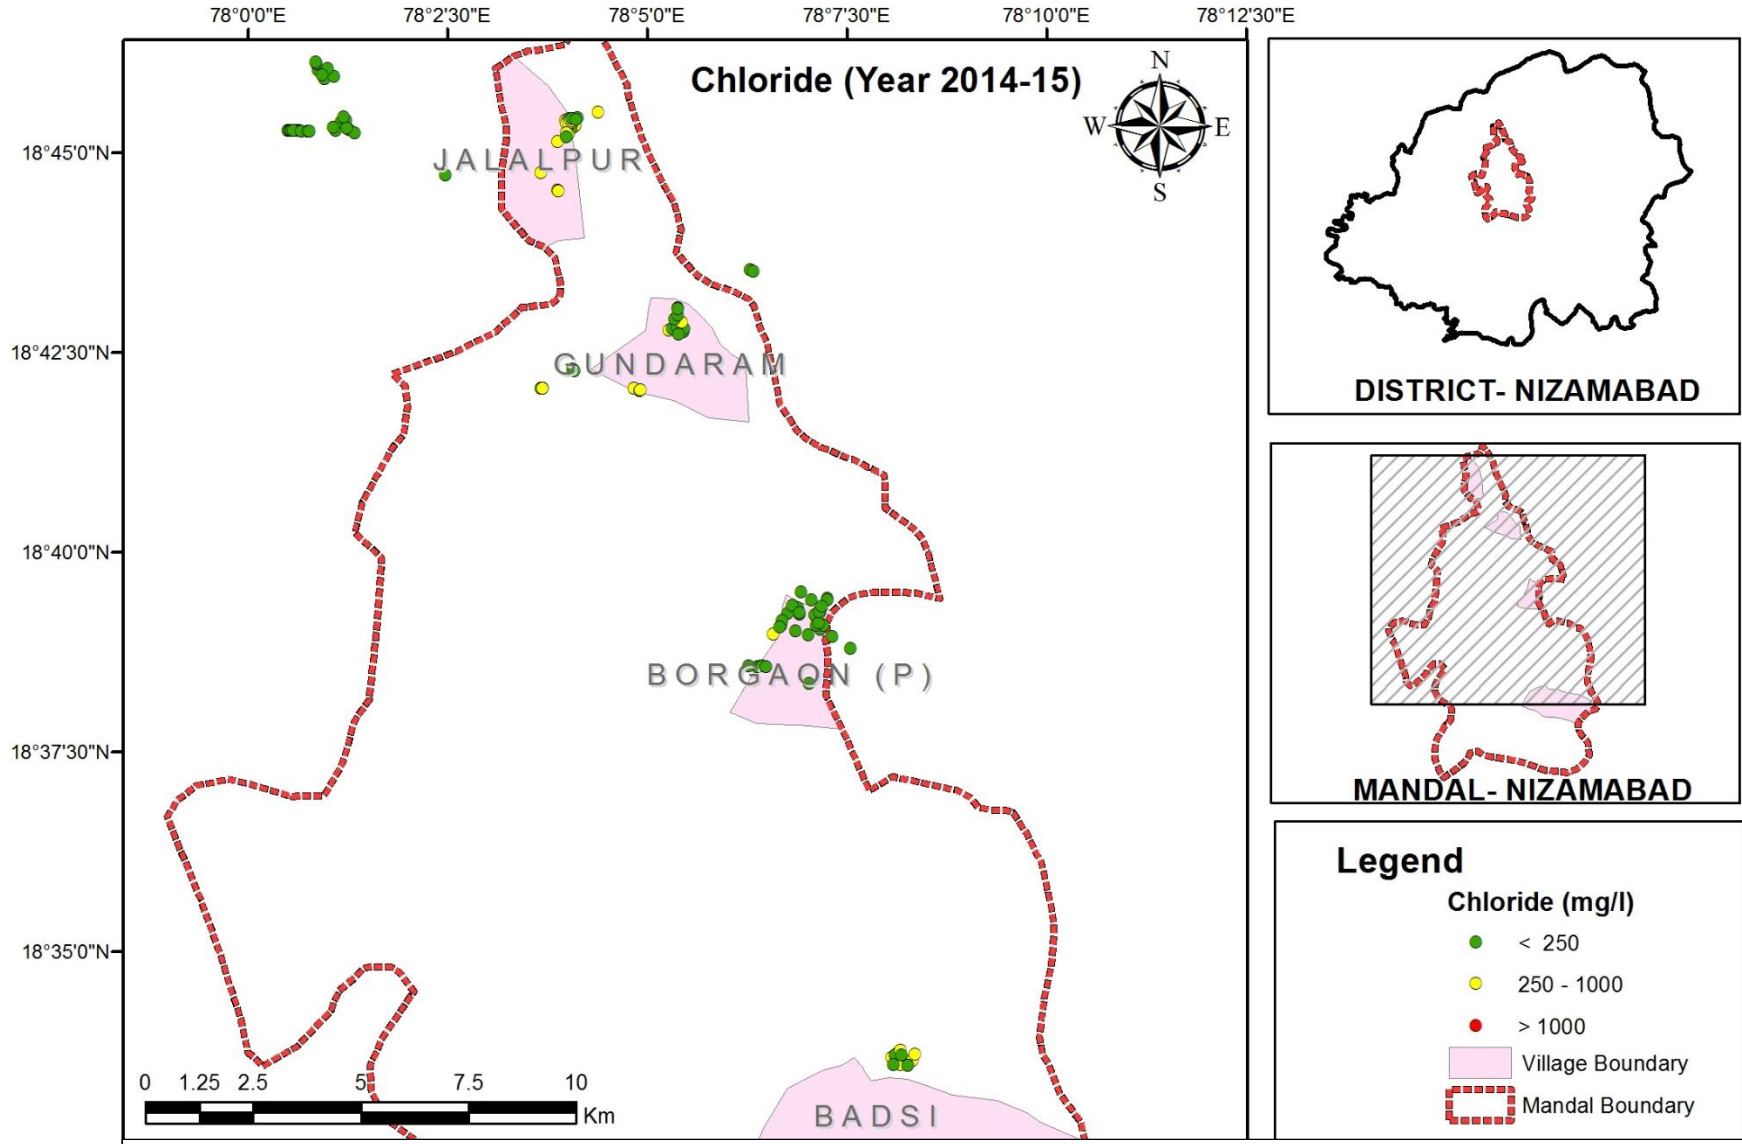 78°0'0"E 78°2'30"E 78°5'0"E 78°7'30"E 78°10'0"E 78°12'30"E
Chloride (Year 2014-15)
N
W E
S
18°45'0"N
18°42'30"N
18°40'0"N
18°37'30"N
18°35'0"N
JALALPUR
GUNDARAM
BORGAON (P)
BADSI
0 1.25 2.5 5 7.5 10
Km
DISTRICT- NIZAMABAD
MANDAL- NIZAMABAD
Legend
Chloride (mg/l)
< 250
250 - 1000
> 1000
Village Boundary
Mandal Boundary